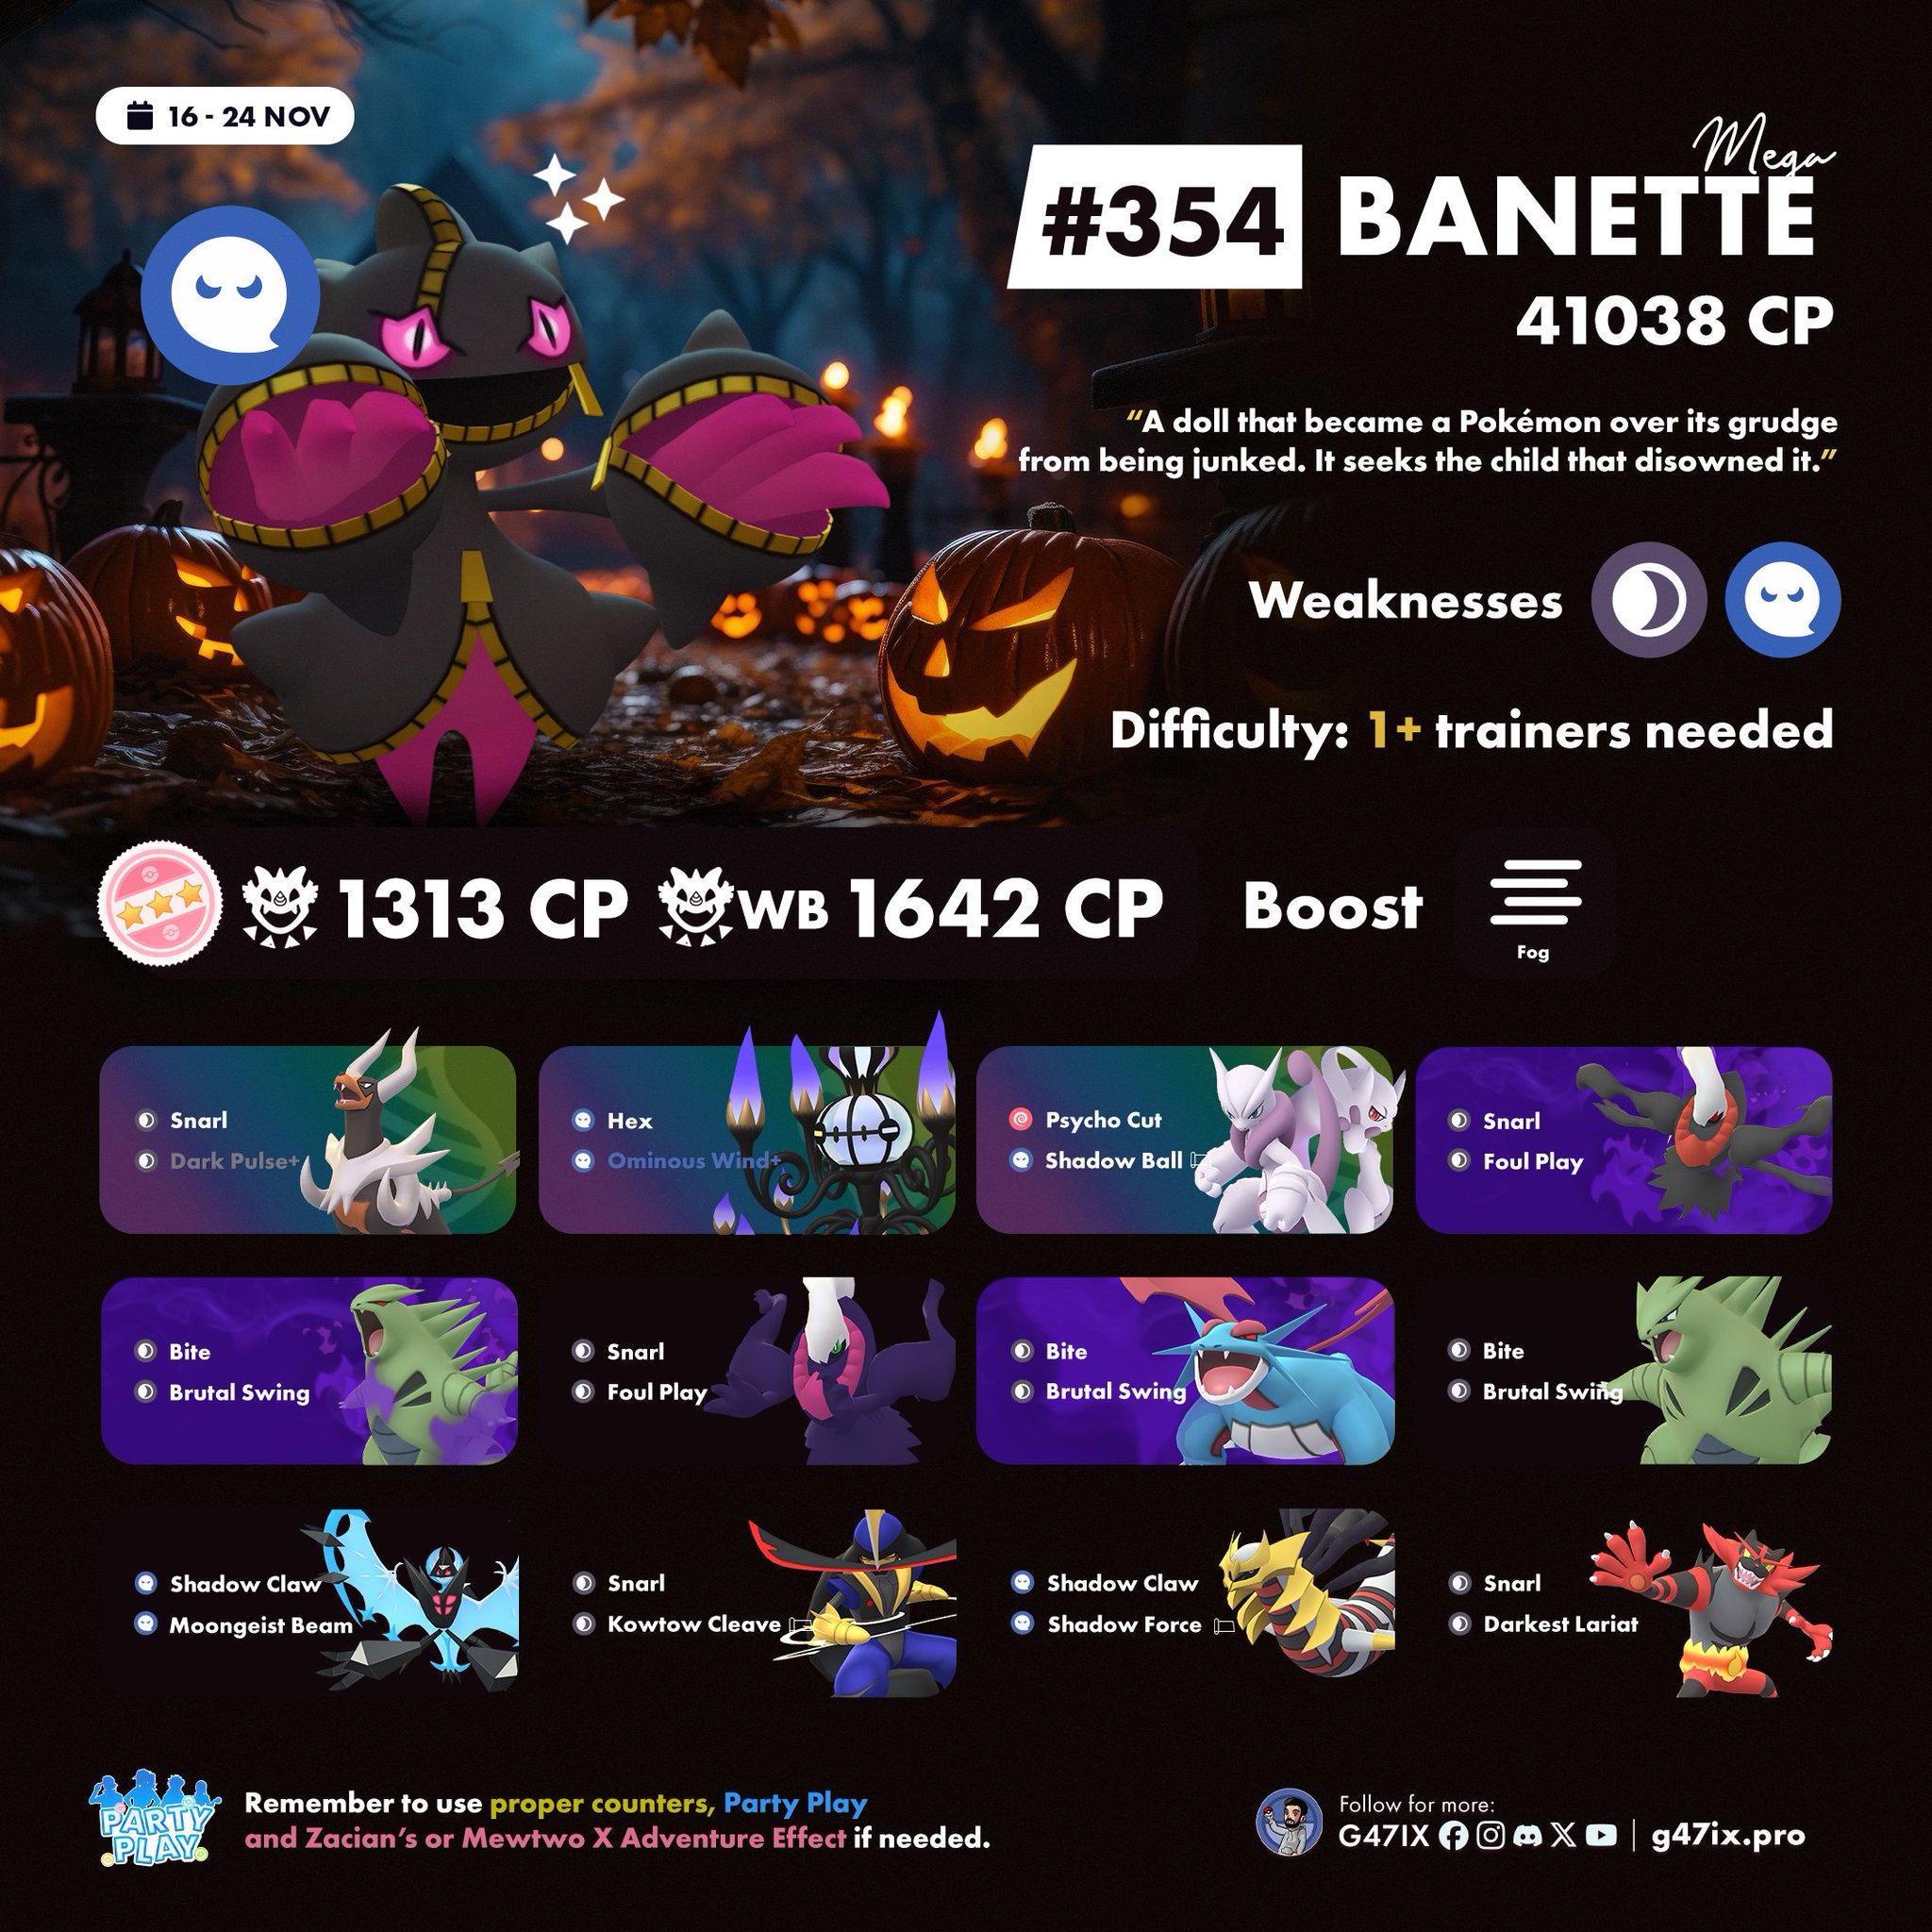 16 - 24 NOV
Mega
#354 BANETTE
41038 CP
“A doll that became a Pokémon over its grudge
from being junked. It seeks the child that disowned it.”
Weaknesses
Difficulty: 1+ trainers needed
1313 CP WB 1642 CP Boost
Fog
Snarl
Dark Pulse+
Hex
Ominous Wind+
Psycho Cut
Shadow Ball
Snarl
Foul Play
Bite
Brutal Swing
Snarl
Foul Play
Bite
Brutal Swing
Bite
Brutal Swing
Shadow Claw
Moongeist Beam
Snarl
Kowtow Cleave
Shadow Claw
Shadow Force
Snarl
Darkest Lariat
PARTY
PLAY
Remember to use proper counters, Party Play
and Zacian’s or Mewtwo X Adventure Effect if needed.
Follow for more:
G47IX | g47ix.pro